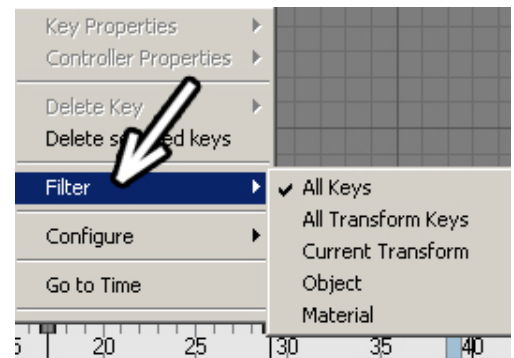 Key Properties
Controller Properties
Delete Key
Delete selected keys
Filter
All Keys
All Transform Keys
Current Transform
Object
Material
Configure
Go to Time
5 20 25 30 35 40